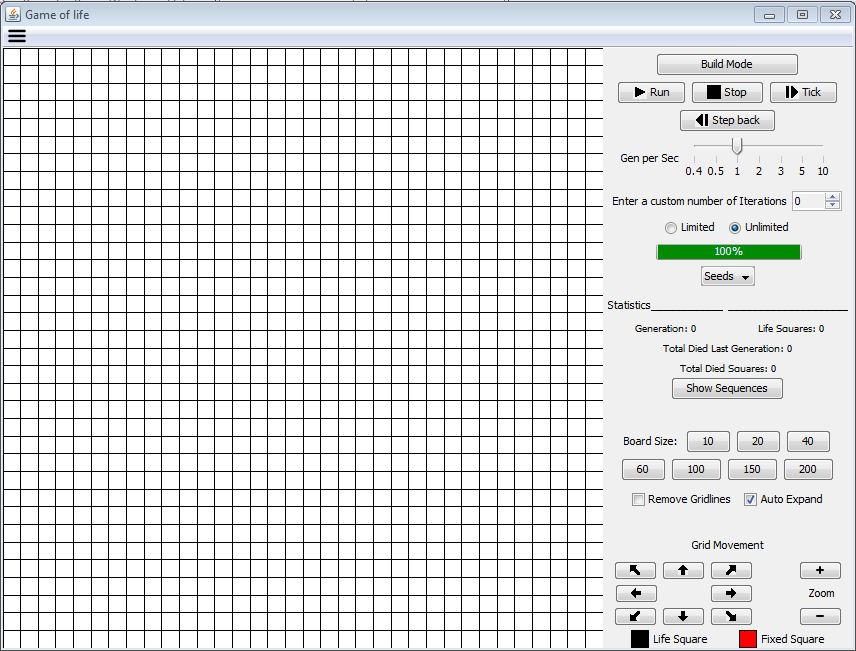 Game of life
Build Mode
Run Stop Tick
Step back
Gen per Sec
0.4 0.5 1 2 3 5 10
Enter a custom number of Iterations 0
Limited Unlimited
100%
Seeds
Statistics
Generation: 0 Life Squares: 0
Total Died Last Generation: 0
Total Died Squares: 0
Show Sequences
Board Size: 10 20 40
60 100 150 200
Remove Gridlines Auto Expand
Grid Movement
+
Zoom
−
Life Square Fixed Square